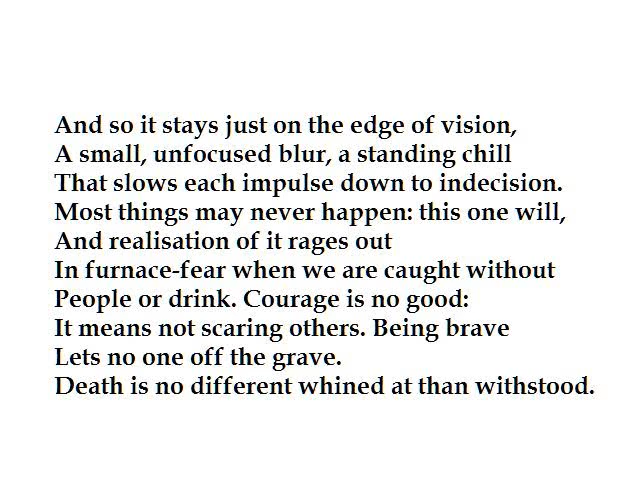 And so it stays just on the edge of vision,
A small, unfocused blur, a standing chill
That slows each impulse down to indecision.
Most things may never happen: this one will,
And realisation of it rages out
In furnace-fear when we are caught without
People or drink. Courage is no good:
It means not scaring others. Being brave
Lets no one off the grave.
Death is no different whined at than withstood.